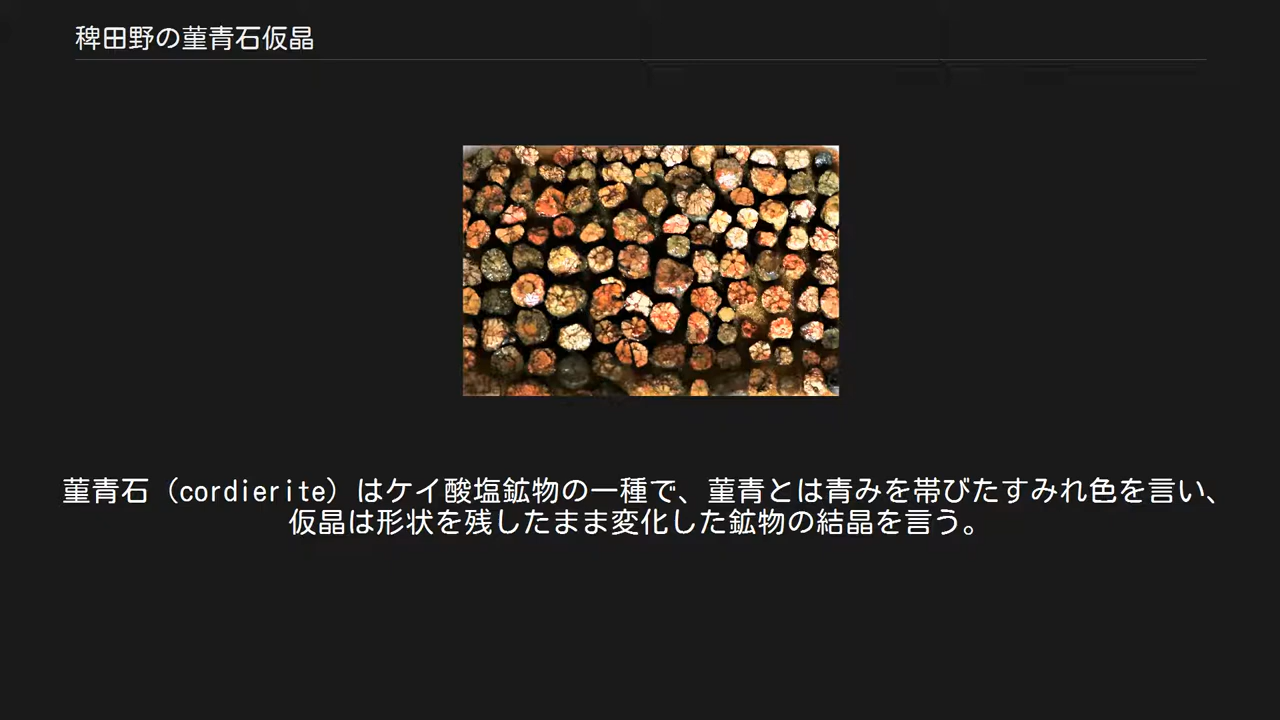 稗田野の菫青石仮晶
菫青石（cordierite）はケイ酸塩鉱物の一種で、菫青とは青みを帯びたすみれ色を言い、
仮晶は形状を残したまま変化した鉱物の結晶を言う。